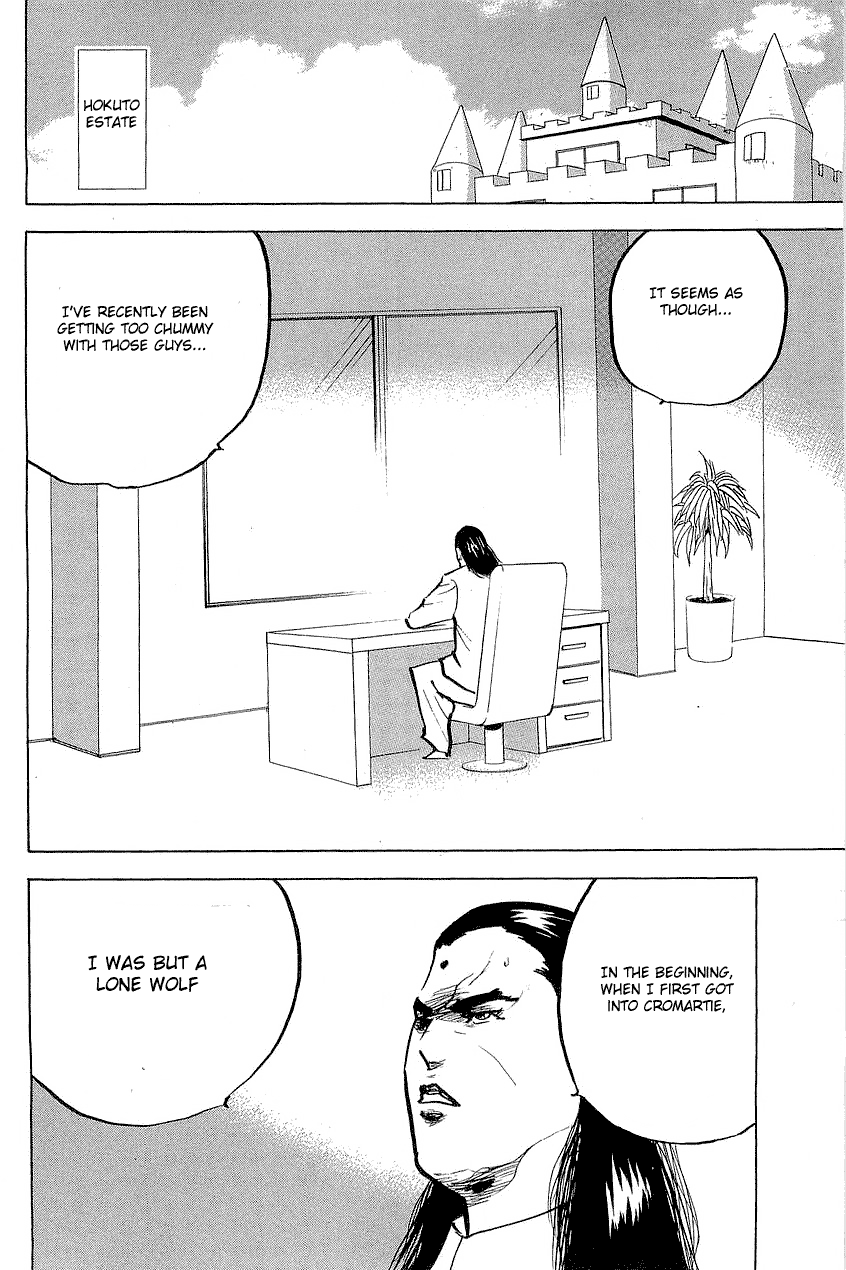 HOKUTO
ESTATE
IT SEEMS AS
THOUGH...
I'VE RECENTLY BEEN
GETTING TOO CHUMMY
WITH THOSE GUYS...
IN THE BEGINNING,
WHEN I FIRST GOT
INTO CROMARTIE,
I WAS BUT A
LONE WOLF